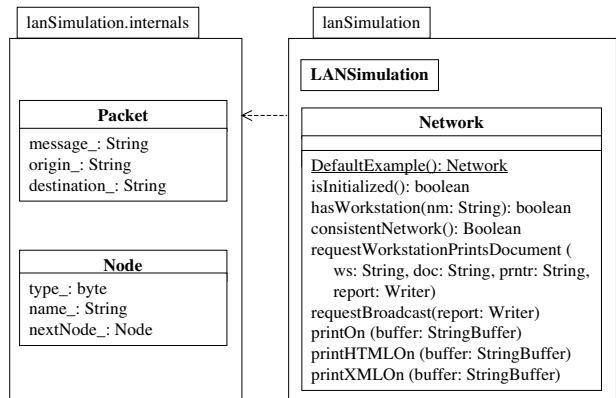 lanSimulation.internals
Packet
message_: String
origin_: String
destination_: String
Node
type_: byte
name_: String
nextNode_: Node
lanSimulation
LANSimulation
Network
DefaultExample(): Network
isInitialized(): boolean
hasWorkstation(nm: String): boolean
consistentNetwork(): Boolean
requestWorkstationPrintsDocument (
ws: String, doc: String, prntr: String,
report: Writer)
requestBroadcast(report: Writer)
printOn (buffer: StringBuffer)
printHTMLOn (buffer: StringBuffer)
printXMLOn (buffer: StringBuffer)